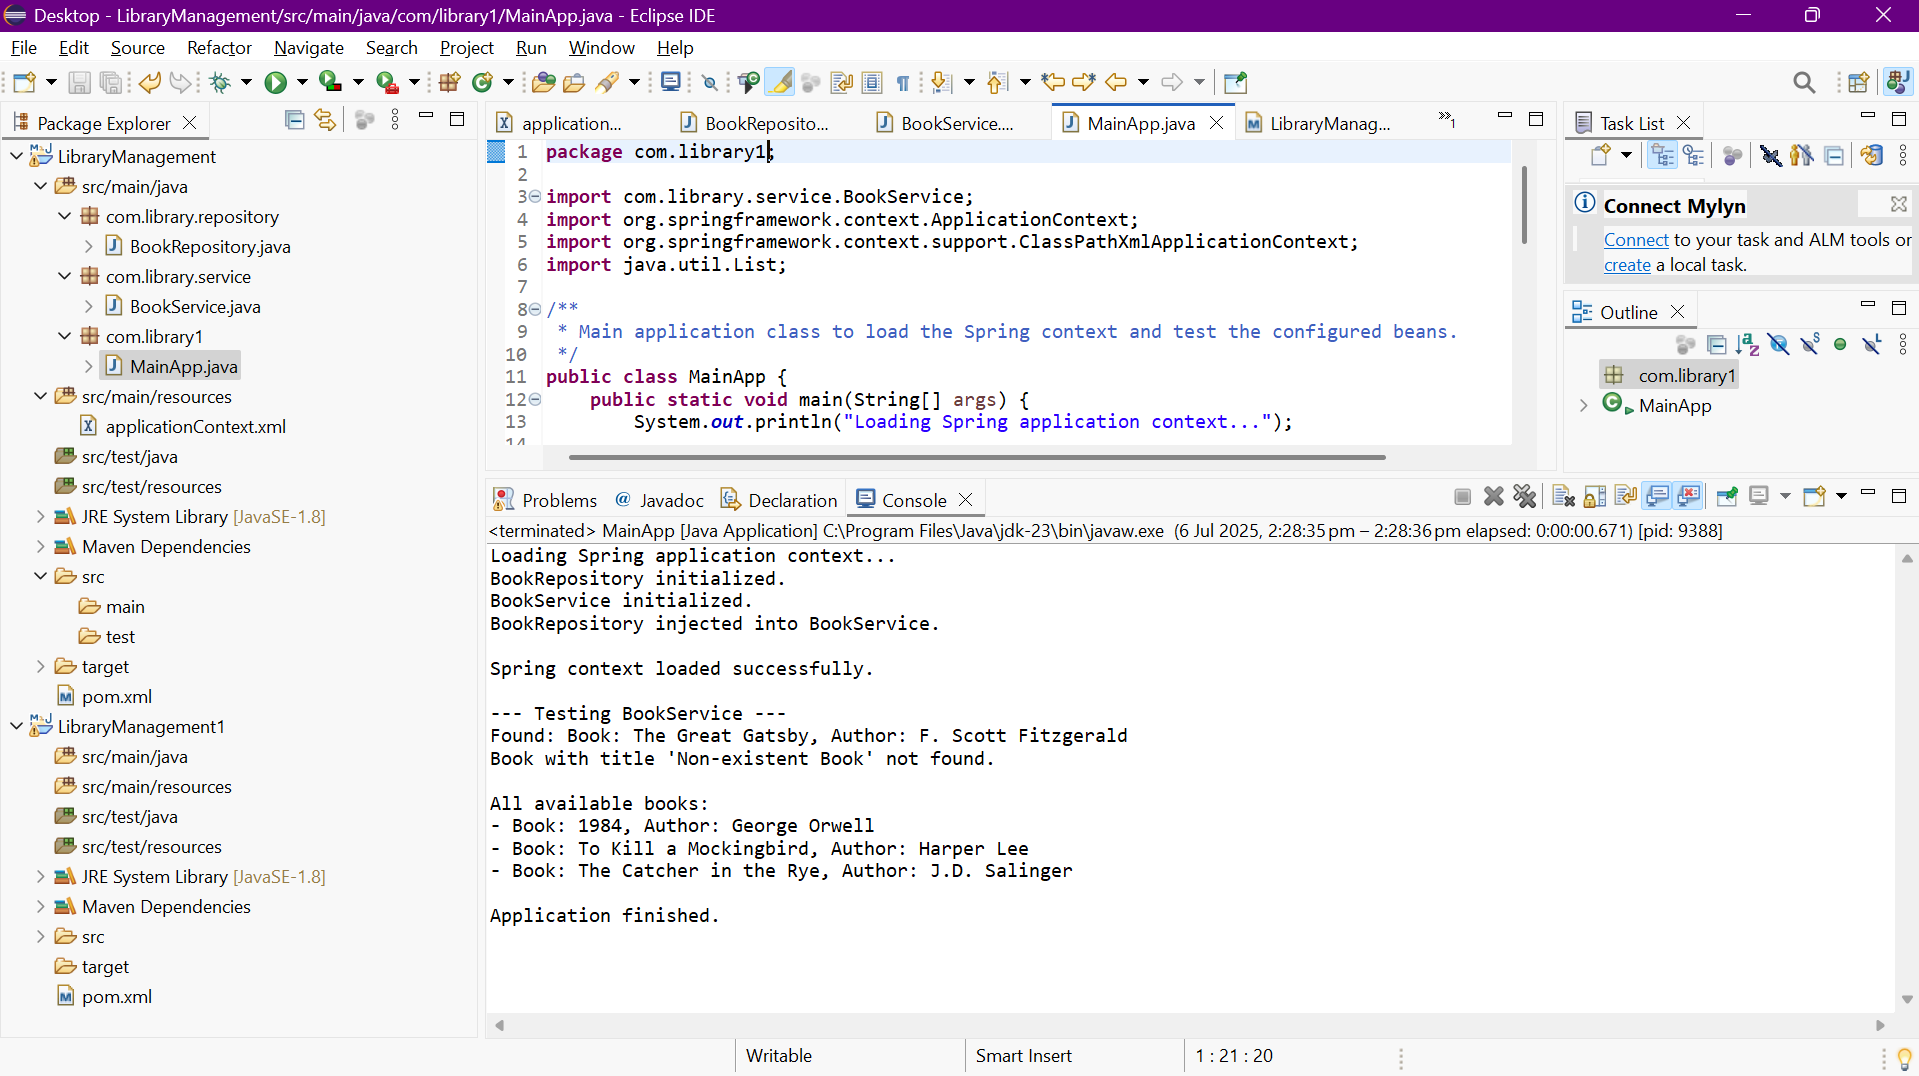 Desktop - LibraryManagement/src/main/java/com/library1/MainApp.java - Eclipse IDE
File Edit Source Refactor Navigate Search Project Run Window Help
Package Explorer
LibraryManagement
src/main/java
com.library.repository
BookRepository.java
com.library.service
BookService.java
com.library1
MainApp.java
src/main/resources
applicationContext.xml
src/test/java
src/test/resources
JRE System Library [JavaSE-1.8]
Maven Dependencies
src
main
test
target
pom.xml
LibraryManagement1
src/main/java
src/main/resources
src/test/java
src/test/resources
JRE System Library [JavaSE-1.8]
Maven Dependencies
src
target
pom.xml
application... BookReposito... BookService.... MainApp.java LibraryManag... »1
1 package com.library1;
2
3 import com.library.service.BookService;
4 import org.springframework.context.ApplicationContext;
5 import org.springframework.context.support.ClassPathXmlApplicationContext;
6 import java.util.List;
7
8 /**
9 * Main application class to load the Spring context and test the configured beans.
10 */
11 public class MainApp {
12 public static void main(String[] args) {
13 System.out.println("Loading Spring application context...");
14
Task List
Connect Mylyn
Connect to your task and ALM tools or
create a local task.
Outline
com.library1
MainApp
Problems Javadoc Declaration Console
<terminated> MainApp [Java Application] C:\Program Files\Java\jdk-23\bin\javaw.exe (6 Jul 2025, 2:28:35 pm – 2:28:36 pm elapsed: 0:00:00.671) [pid: 9388]
Loading Spring application context...
BookRepository initialized.
BookService initialized.
BookRepository injected into BookService.
Spring context loaded successfully.
--- Testing BookService ---
Found: Book: The Great Gatsby, Author: F. Scott Fitzgerald
Book with title 'Non-existent Book' not found.
All available books:
- Book: 1984, Author: George Orwell
- Book: To Kill a Mockingbird, Author: Harper Lee
- Book: The Catcher in the Rye, Author: J.D. Salinger
Application finished.
Writable Smart Insert 1 : 21 : 20